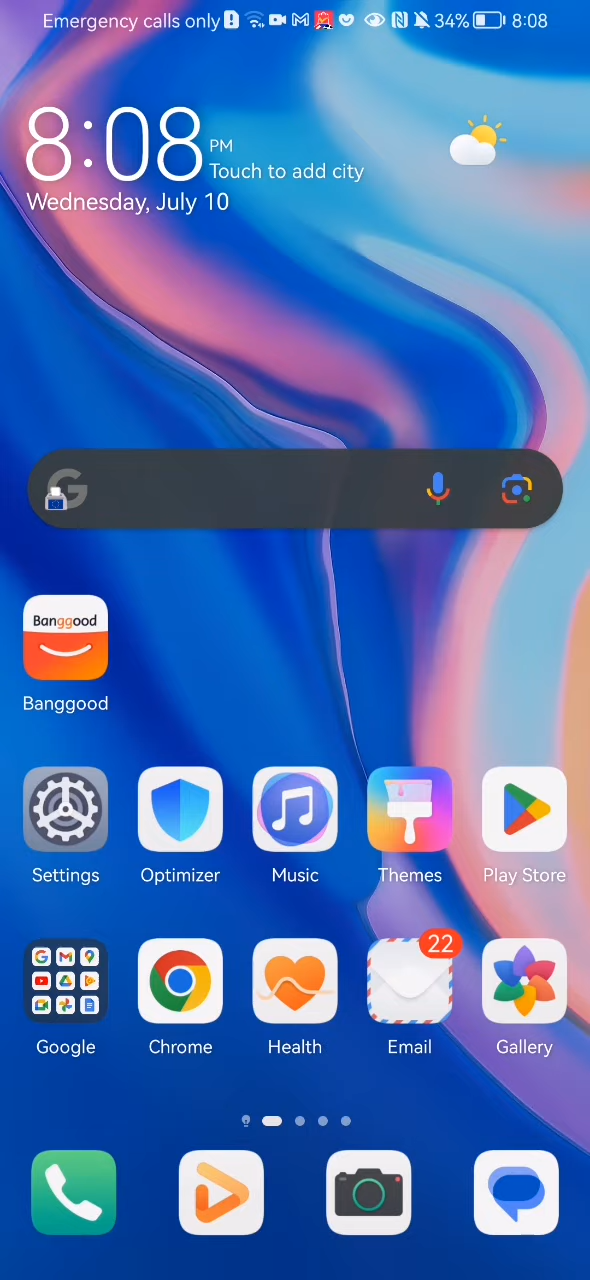 Emergency calls only 34% 8:08
8:08 PM
Touch to add city
Wednesday, July 10
Banggood
Banggood
Settings Optimizer Music Themes Play Store
22
Google Chrome Health Email Gallery